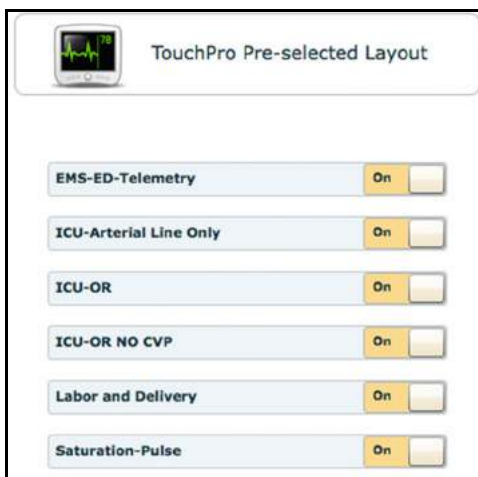 78
TouchPro Pre-selected Layout
EMS-ED-Telemetry On
ICU-Arterial Line Only On
ICU-OR On
ICU-OR NO CVP On
Labor and Delivery On
Saturation-Pulse On